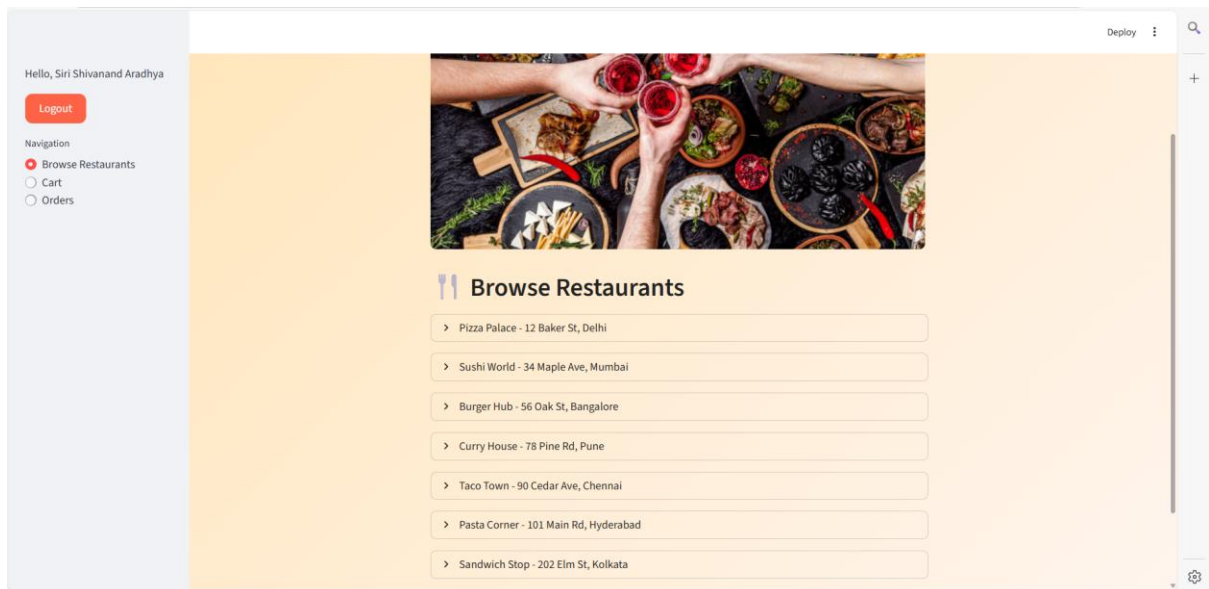 Deploy
Hello, Siri Shivanand Aradhya
Logout
Navigation
Browse Restaurants
Cart
Orders
Browse Restaurants
Pizza Palace - 12 Baker St, Delhi
Sushi World - 34 Maple Ave, Mumbai
Burger Hub - 56 Oak St, Bangalore
Curry House - 78 Pine Rd, Pune
Taco Town - 90 Cedar Ave, Chennai
Pasta Corner - 101 Main Rd, Hyderabad
Sandwich Stop - 202 Elm St, Kolkata